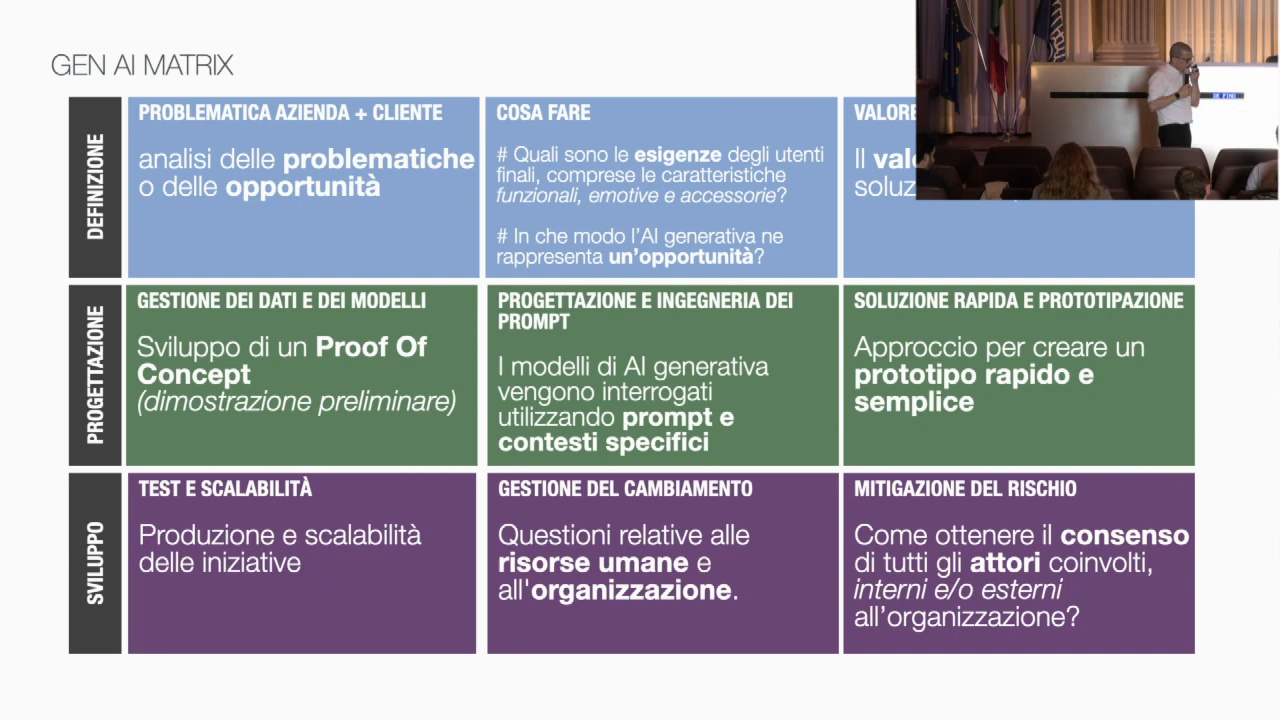 GEN AI MATRIX
DEFINIZIONE
PROBLEMATICA AZIENDA + CLIENTE
analisi delle problematiche
o delle opportunità
COSA FARE
# Quali sono le esigenze degli utenti
finali, comprese le caratteristiche
funzionali, emotive e accessorie?
# In che modo l'AI generativa ne
rappresenta un'opportunità?
VALORE
Il
PROGETTAZIONE
GESTIONE DEI DATI E DEI MODELLI
Sviluppo di un Proof Of
Concept
(dimostrazione preliminare)
PROGETTAZIONE E INGEGNERIA DEI
PROMPT
I modelli di AI generativa
vengono interrogati
utilizzando prompt e
contesti specifici
SOLUZIONE RAPIDA E PROTOTIPAZIONE
Approccio per creare un
prototipo rapido e
semplice
SVILUPPO
TEST E SCALABILITÀ
Produzione e scalabilità
delle iniziative
GESTIONE DEL CAMBIAMENTO
Questioni relative alle
risorse umane e
all'organizzazione.
MITIGAZIONE DEL RISCHIO
Come ottenere il consenso
di tutti gli attori coinvolti,
interni e/o esterni
all'organizzazione?